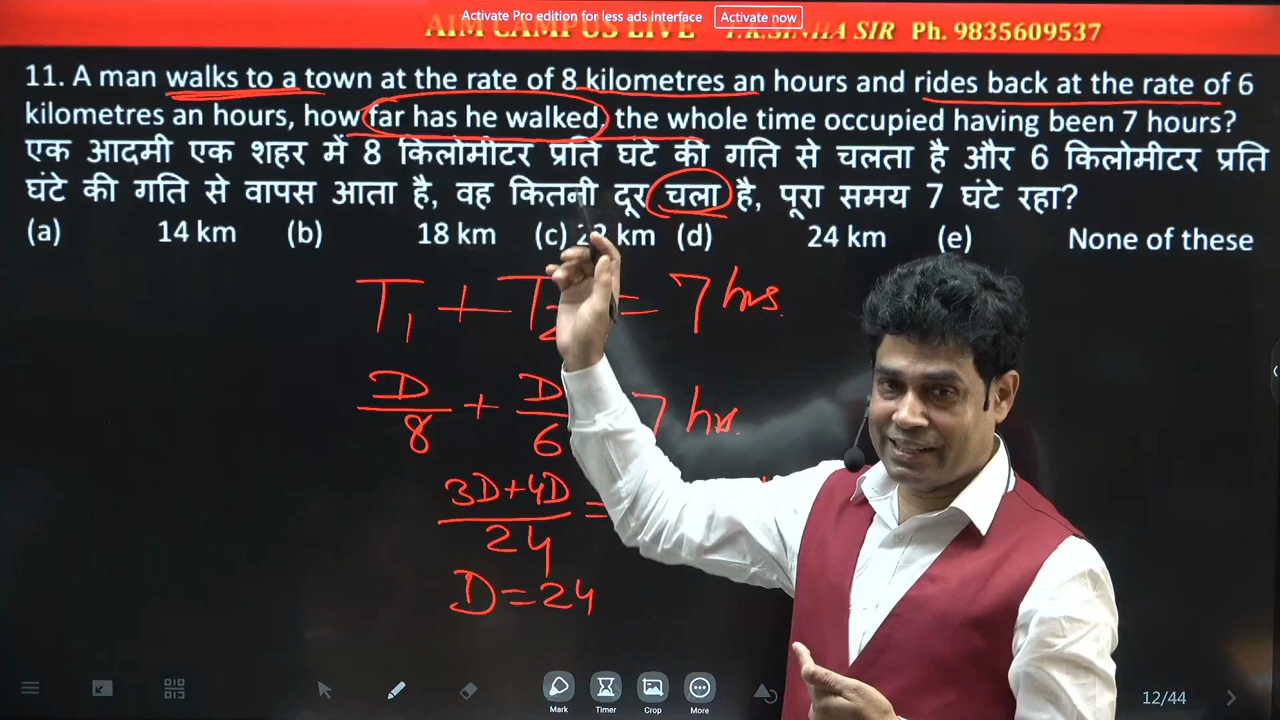 Activate Pro edition for less ads interface Activate now
AIM CAMPUS LIVE T.K.SINHA SIR Ph. 9835609537
11. A man walks to a town at the rate of 8 kilometres an hours and rides back at the rate of 6
kilometres an hours, how far has he walked, the whole time occupied having been 7 hours?
एक आदमी एक शहर में 8 किलोमीटर प्रति घंटे की गति से चलता है और 6 किलोमीटर प्रति
घंटे की गति से वापस आता है, वह कितनी दूर चला है, पूरा समय 7 घंटे रहा?
(a) 14 km (b) 18 km (c) km (d) 24 km (e) None of these
T1 + T2 = 7 hrs.
D/8 + D/6 7 hrs.
3D+4D/24 =
D=24
Mark Timer Crop More
12/44